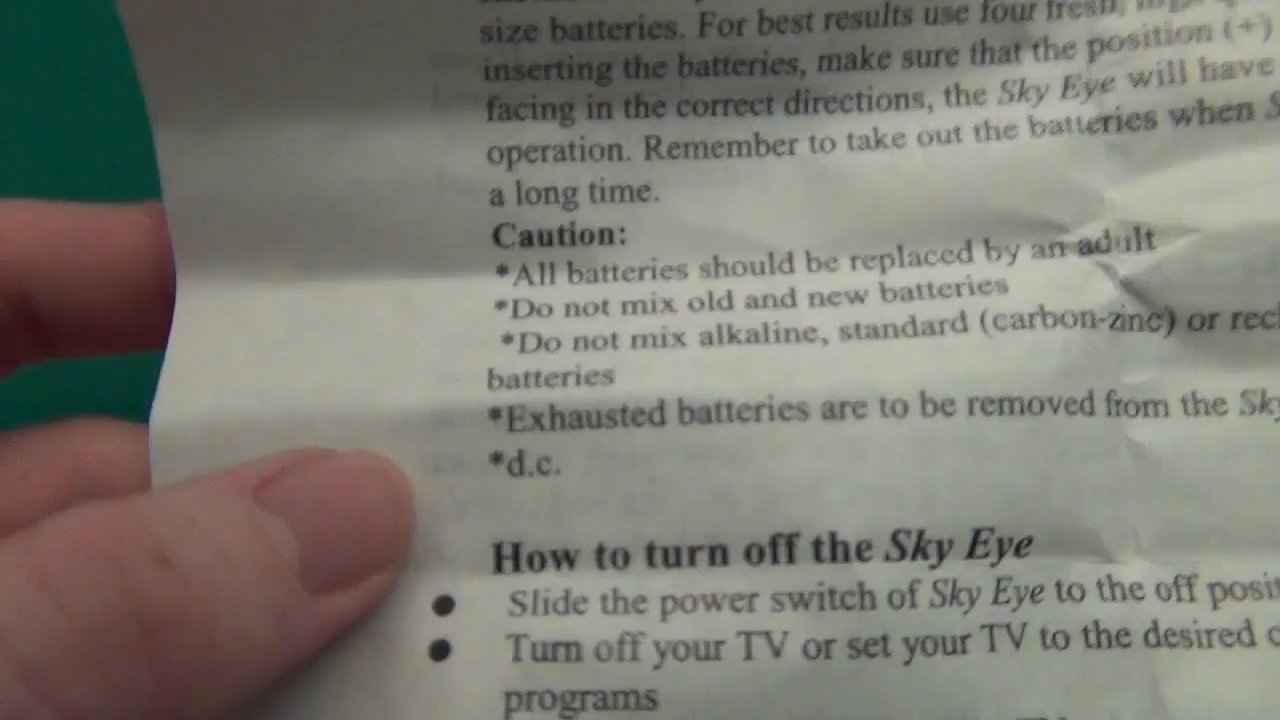 size batteries. For best results use four fresh,
inserting the batteries, make sure that the position (+)
facing in the correct directions, the Sky Eye will have
operation. Remember to take out the batteries when
a long time.
Caution:
*All batteries should be replaced by an adult
*Do not mix old and new batteries
*Do not mix alkaline, standard (carbon-zinc) or
batteries
*Exhausted batteries are to be removed from the
*d.c.
How to turn off the Sky Eye
● Slide the power switch of Sky Eye to the off
● Turn off your TV or set your TV to the desired
programs